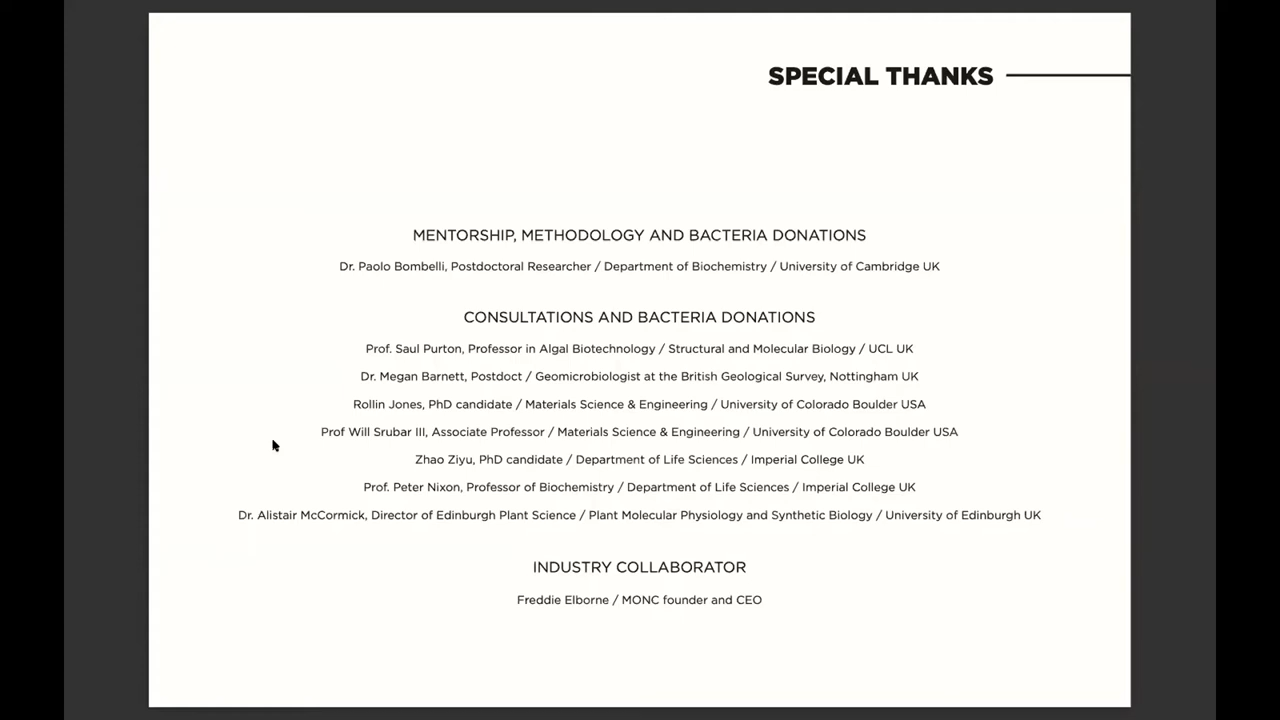 SPECIAL THANKS
MENTORSHIP, METHODOLOGY AND BACTERIA DONATIONS
Dr. Paolo Bombelli, Postdoctoral Researcher / Department of Biochemistry / University of Cambridge UK
CONSULTATIONS AND BACTERIA DONATIONS
Prof. Saul Purton, Professor in Algal Biotechnology / Structural and Molecular Biology / UCL UK
Dr. Megan Barnett, Postdoct / Geomicrobiologist at the British Geological Survey, Nottingham UK
Rollin Jones, PhD candidate / Materials Science & Engineering / University of Colorado Boulder USA
Prof Will Srubar III, Associate Professor / Materials Science & Engineering / University of Colorado Boulder USA
Zhao Ziyu, PhD candidate / Department of Life Sciences / Imperial College UK
Prof. Peter Nixon, Professor of Biochemistry / Department of Life Sciences / Imperial College UK
Dr. Alistair McCormick, Director of Edinburgh Plant Science / Plant Molecular Physiology and Synthetic Biology / University of Edinburgh UK
INDUSTRY COLLABORATOR
Freddie Elborne / MONC founder and CEO